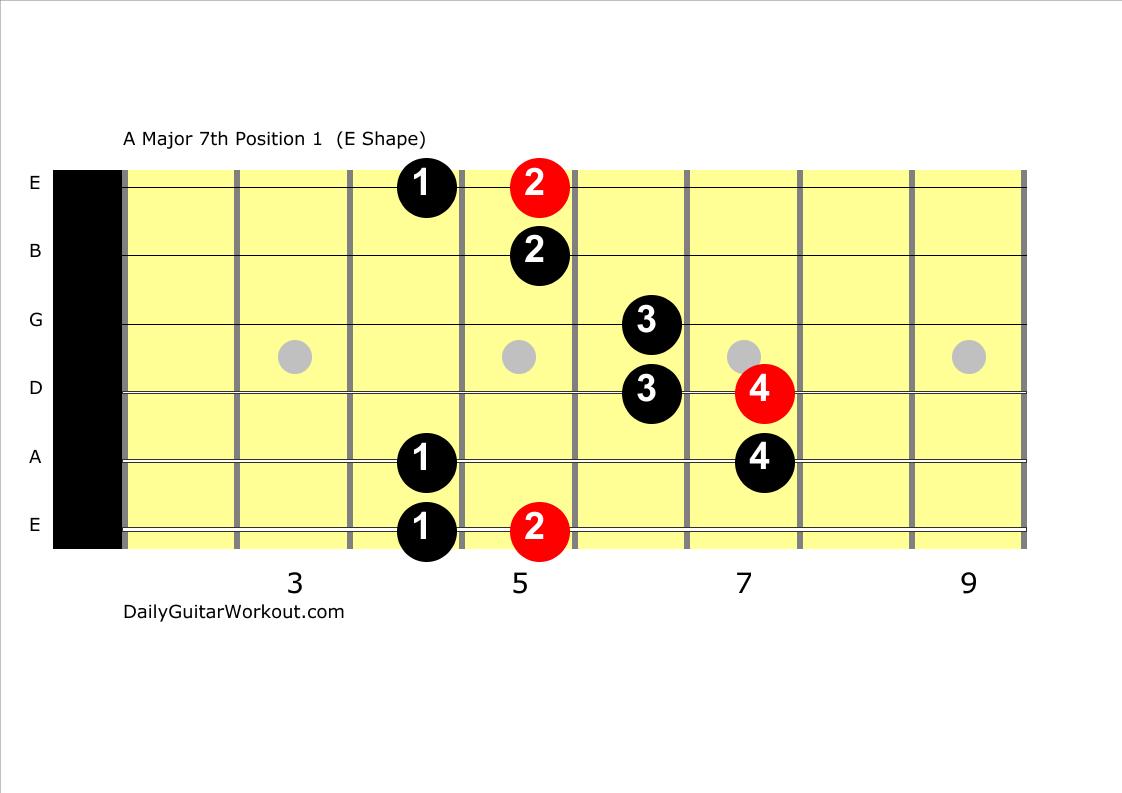 A Major 7th Position 1  (E Shape)
E 1 2
B 2
G 3
D 3 4
A 1 4
E 1 2
3 5 7 9
DailyGuitarWorkout.com